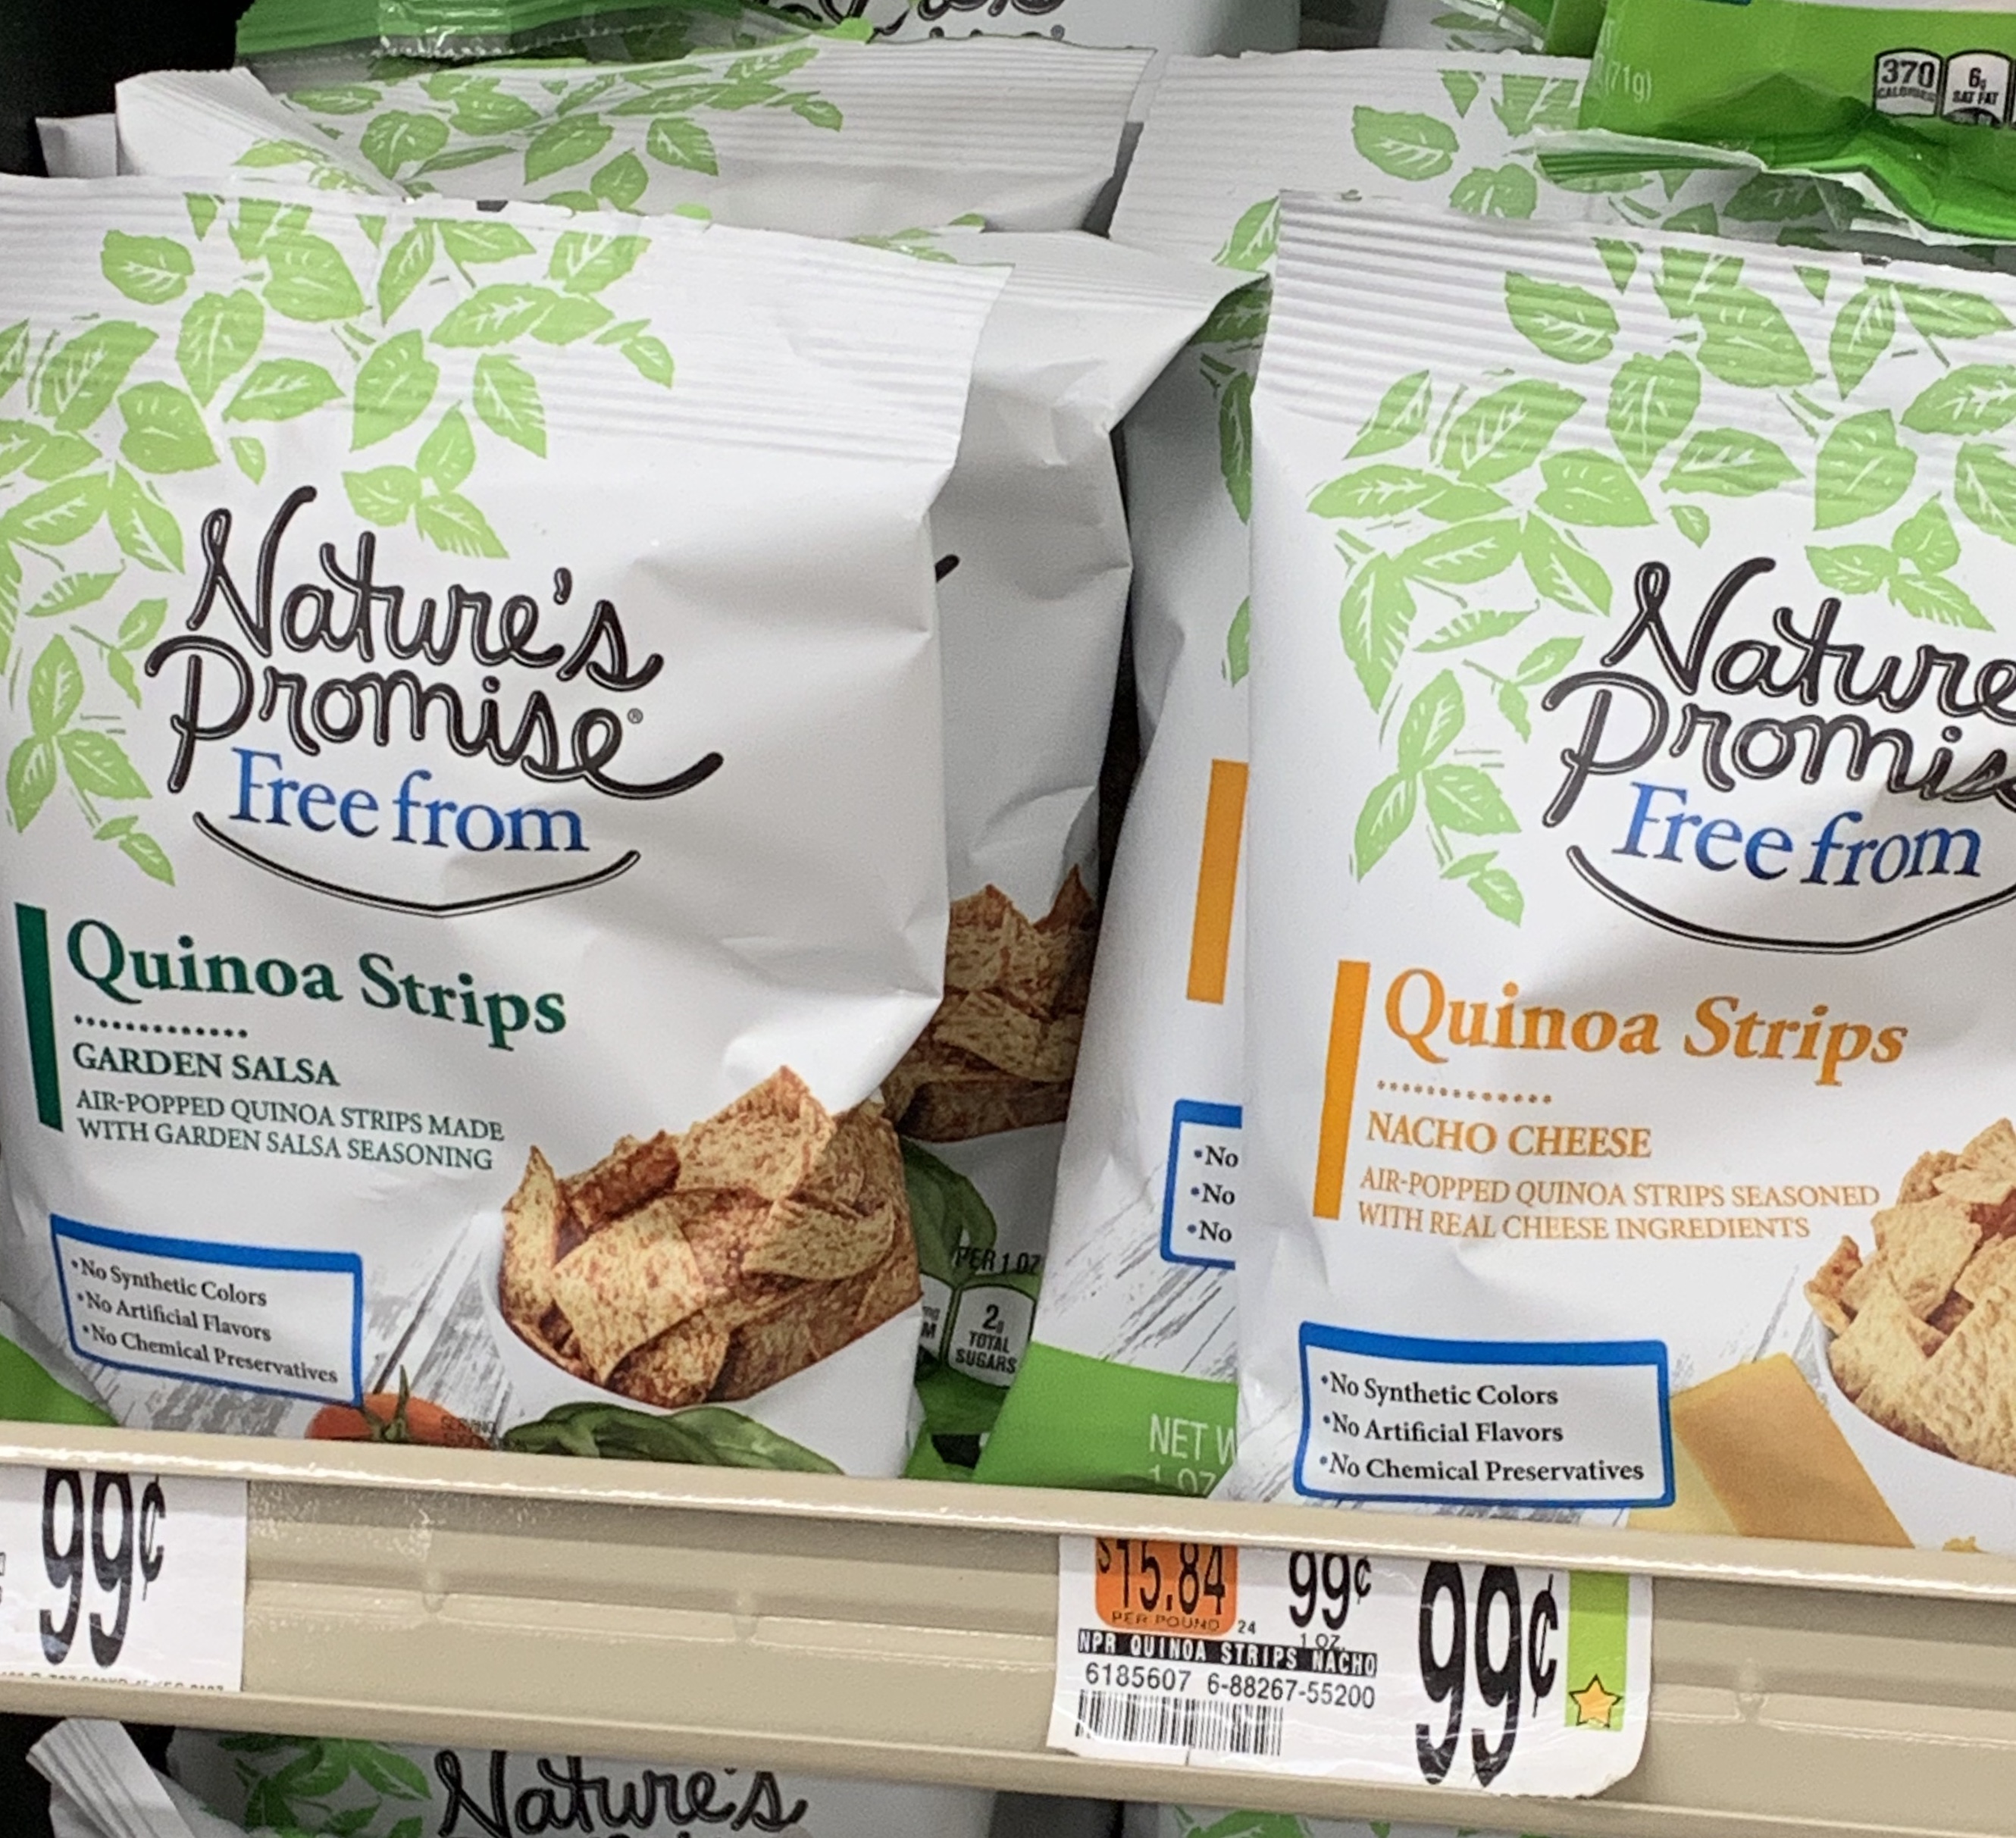 (71g)
370
CALORIES
6g
SAT FAT
Nature's
Promise®
Free from
Quinoa Strips
GARDEN SALSA
AIR-POPPED QUINOA STRIPS MADE
WITH GARDEN SALSA SEASONING
•No Synthetic Colors
•No Artificial Flavors
•No Chemical Preservatives
PER 1 OZ
2g
TOTAL
SUGARS
•No
•No
•No
NET W
1 OZ
Nature
Promis
Free from
Quinoa Strips
NACHO CHEESE
AIR-POPPED QUINOA STRIPS SEASONED
WITH REAL CHEESE INGREDIENTS
•No Synthetic Colors
•No Artificial Flavors
•No Chemical Preservatives
99¢
$15.84
PER POUND
24
99¢
1 OZ.
99¢
NPR QUINOA STRIPS NACHO
6185607 6-88267-55200
Nature's